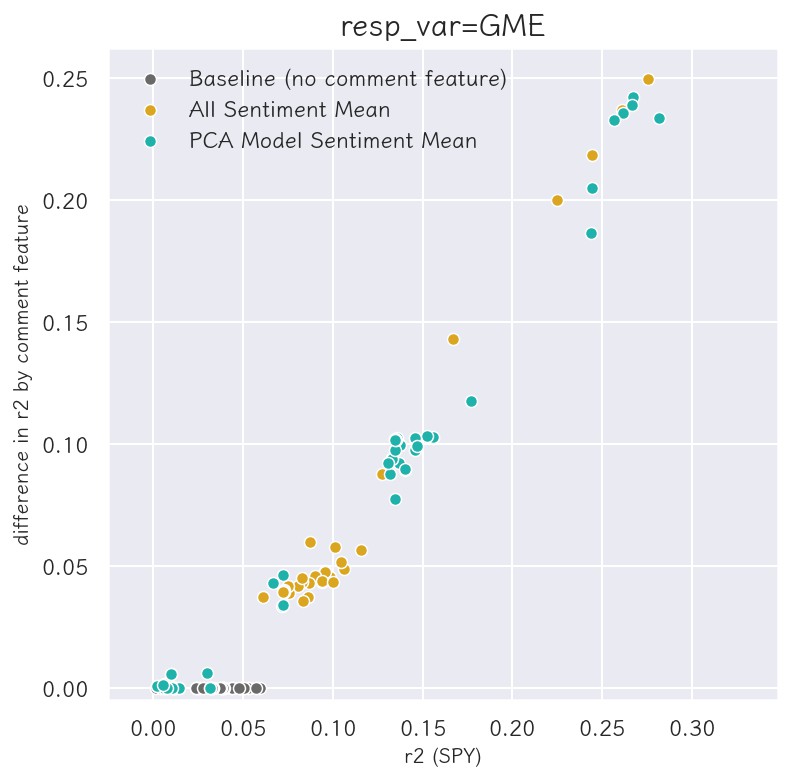 resp_var=GME
Baseline (no comment feature)
All Sentiment Mean
PCA Model Sentiment Mean
difference in r2 by comment feature
0.25
0.20
0.15
0.10
0.05
0.00
0.00 0.05 0.10 0.15 0.20 0.25 0.30
r2 (SPY)